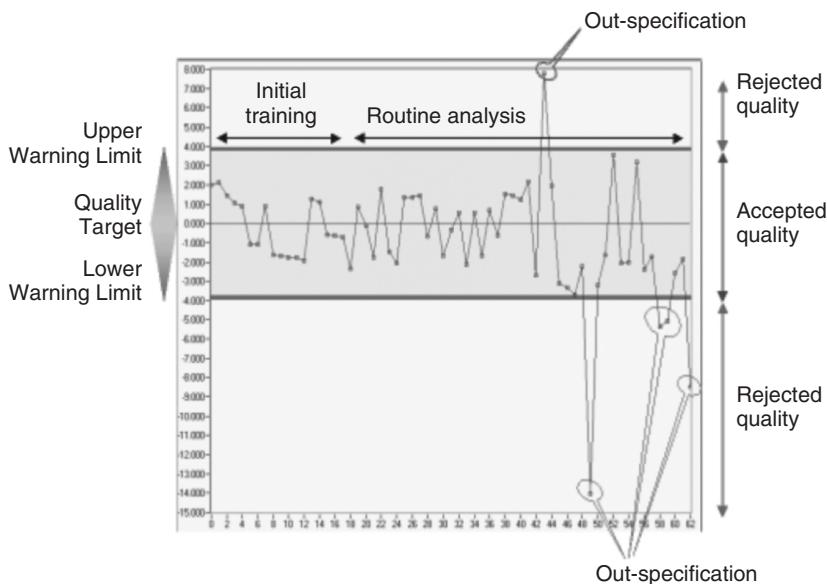 Out-specification
Initial
training
Routine analysis
Rejected
quality
Upper
Warning Limit
Quality
Target
Lower
Warning Limit
Accepted
quality
Rejected
quality
8.000
7.000
6.000
5.000
4.000
3.000
2.000
1.000
0.000
-1.000
-2.000
-3.000
-4.000
-5.000
-6.000
-7.000
-8.000
-9.000
-10.000
-11.000
-12.000
-13.000
-14.000
-15.000
0 2 4 6 8 10 12 14 16 18 20 22 24 26 28 30 32 34 36 38 40 42 44 46 48 50 52 54 56 58 60 62
Out-specification